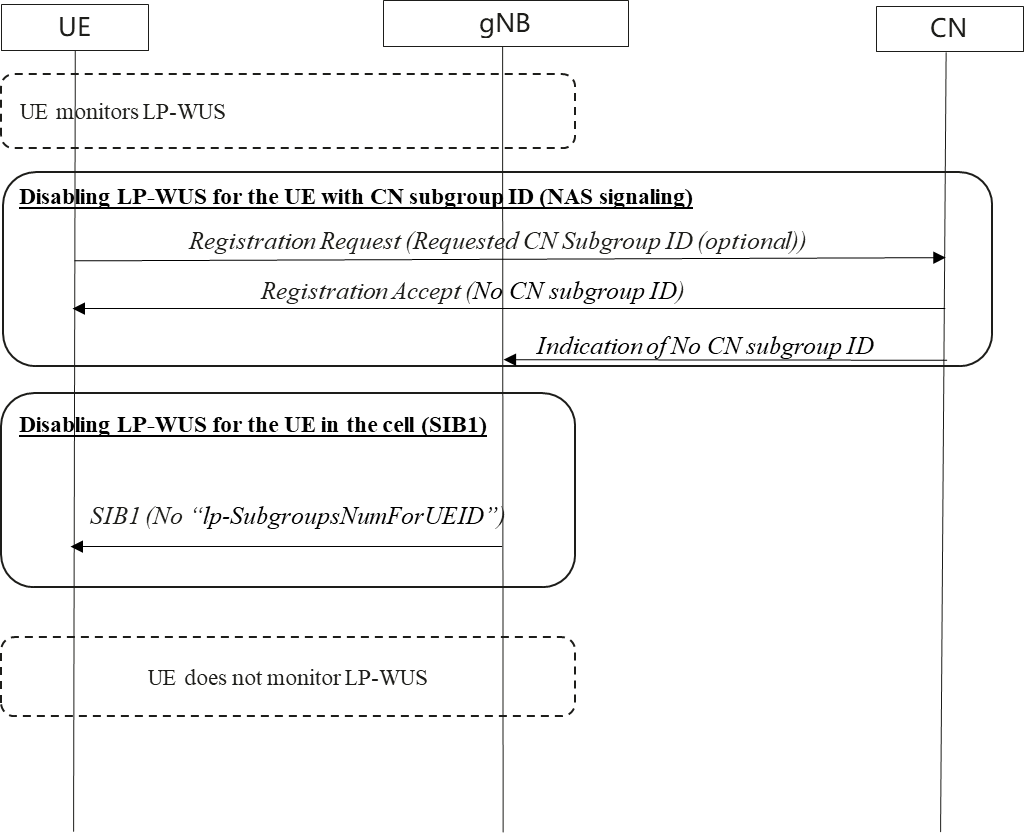 UE
gNB
CN
UE monitors LP-WUS
Disabling LP-WUS for the UE with CN subgroup ID (NAS signaling)
Registration Request (Requested CN Subgroup ID (optional))
Registration Accept (No CN subgroup ID)
Indication of No CN subgroup ID
Disabling LP-WUS for the UE in the cell (SIB1)
SIB1 (No “lp-SubgroupsNumForUEID”)
UE does not monitor LP-WUS